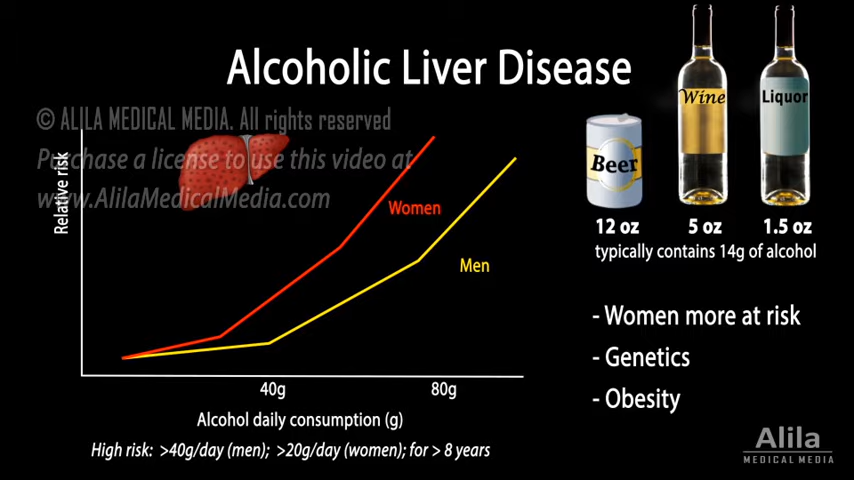 Alcoholic Liver Disease
© ALILA MEDICAL MEDIA. All rights reserved
Purchase a license to use this video at
www.AlilaMedicalMedia.com
Relative risk
Women
Men
40g
80g
Alcohol daily consumption (g)
High risk: >40g/day (men); >20g/day (women); for > 8 years
Beer
Wine
Liquor
12 oz
5 oz
1.5 oz
typically contains 14g of alcohol
- Women more at risk
- Genetics
- Obesity
Alila
MEDICAL MEDIA